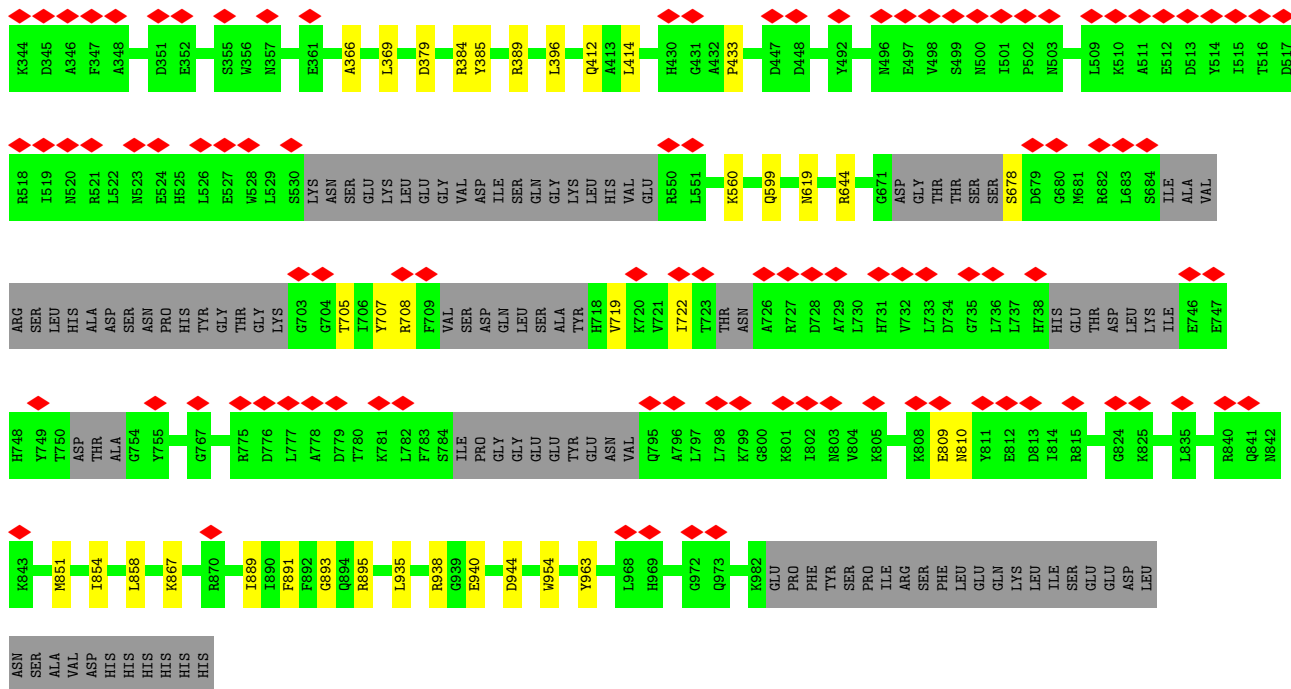 K344 D345 A346 F347 A348 D351 E352 S355 W356 N357 E361 A366 L369 D379 R384 Y385 R389 L396 Q412 A413 L414 H430 G431 A432 P433 D447 D448 Y492 N496 E497 V498 S499 N500 I501 P502 N503 L509 K510 A511 E512 D513 Y514 I515 T516 D517
R518 I519 N520 R521 L522 N523 E524 H525 L526 E527 W528 L529 S530 LYS ASN SER GLU LYS LEU GLU GLY VAL ASP ILE SER GLN GLY LYS LEU HIS VAL GLU R550 L551 K560 Q599 N619 R644 G671 ASP GLY THR THR SER SER S678 D679 G680 M681 R682 L683 S684 ILE ALA VAL
ARG SER LEU HIS ALA ASP SER ASN PRO HIS TYR GLY THR GLY LYS G703 G704 T705 I706 Y707 R708 F709 VAL SER ASP GLN LEU SER ALA TYR H718 V719 K720 V721 I722 T723 THR ASN A726 R727 D728 A729 L730 H731 V732 L733 D734 G735 L736 L737 H738 HIS GLU THR ASP LEU LYS ILE E746 E747
H748 Y749 T750 ASP THR ALA G754 Y755 G767 R775 D776 L777 A778 D779 T780 K781 L782 F783 S784 ILE PRO GLY GLY GLU GLU TYR GLU ASN VAL Q795 A796 L797 L798 K799 G800 K801 I802 N803 V804 K805 K808 E809 N810 Y811 E812 D813 I814 R815 G824 K825 L835 R840 Q841 N842
K843 M851 I854 L858 K867 R870 I889 I890 F891 F892 G893 Q894 R895 L935 R938 G939 E940 D944 W954 Y963 L968 H969 G972 Q973 K982 GLU PRO PHE TYR SER PRO ILE ARG SER PHE LEU GLU GLN LYS LEU ILE SER GLU GLU ASP LEU
ASN SER ALA VAL ASP HIS HIS HIS HIS HIS HIS